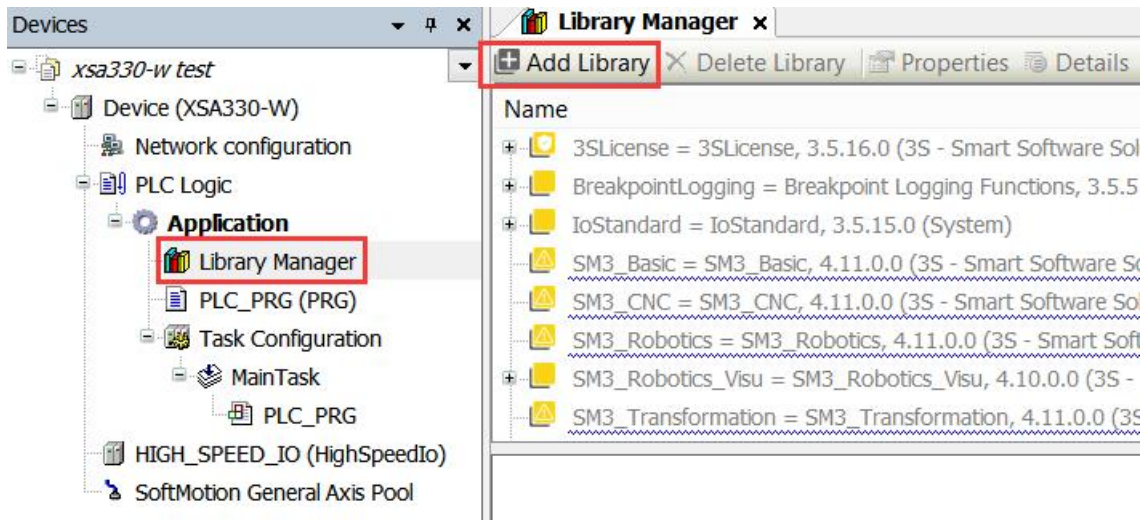 Devices
xsa330-w test
Device (XSA330-W)
Network configuration
PLC Logic
Application
Library Manager
PLC_PRG (PRG)
Task Configuration
MainTask
PLC_PRG
HIGH_SPEED_IO (HighSpeedIo)
SoftMotion General Axis Pool
Library Manager
Add Library Delete Library Properties Details
Name
3SLicense = 3SLicense, 3.5.16.0 (3S - Smart Software Sol
BreakpointLogging = Breakpoint Logging Functions, 3.5.5
IoStandard = IoStandard, 3.5.15.0 (System)
SM3_Basic = SM3_Basic, 4.11.0.0 (3S - Smart Software So
SM3_CNC = SM3_CNC, 4.11.0.0 (3S - Smart Software Sol
SM3_Robotics = SM3_Robotics, 4.11.0.0 (3S - Smart Soft
SM3_Robotics_Visu = SM3_Robotics_Visu, 4.10.0.0 (3S -
SM3_Transformation = SM3_Transformation, 4.11.0.0 (3S